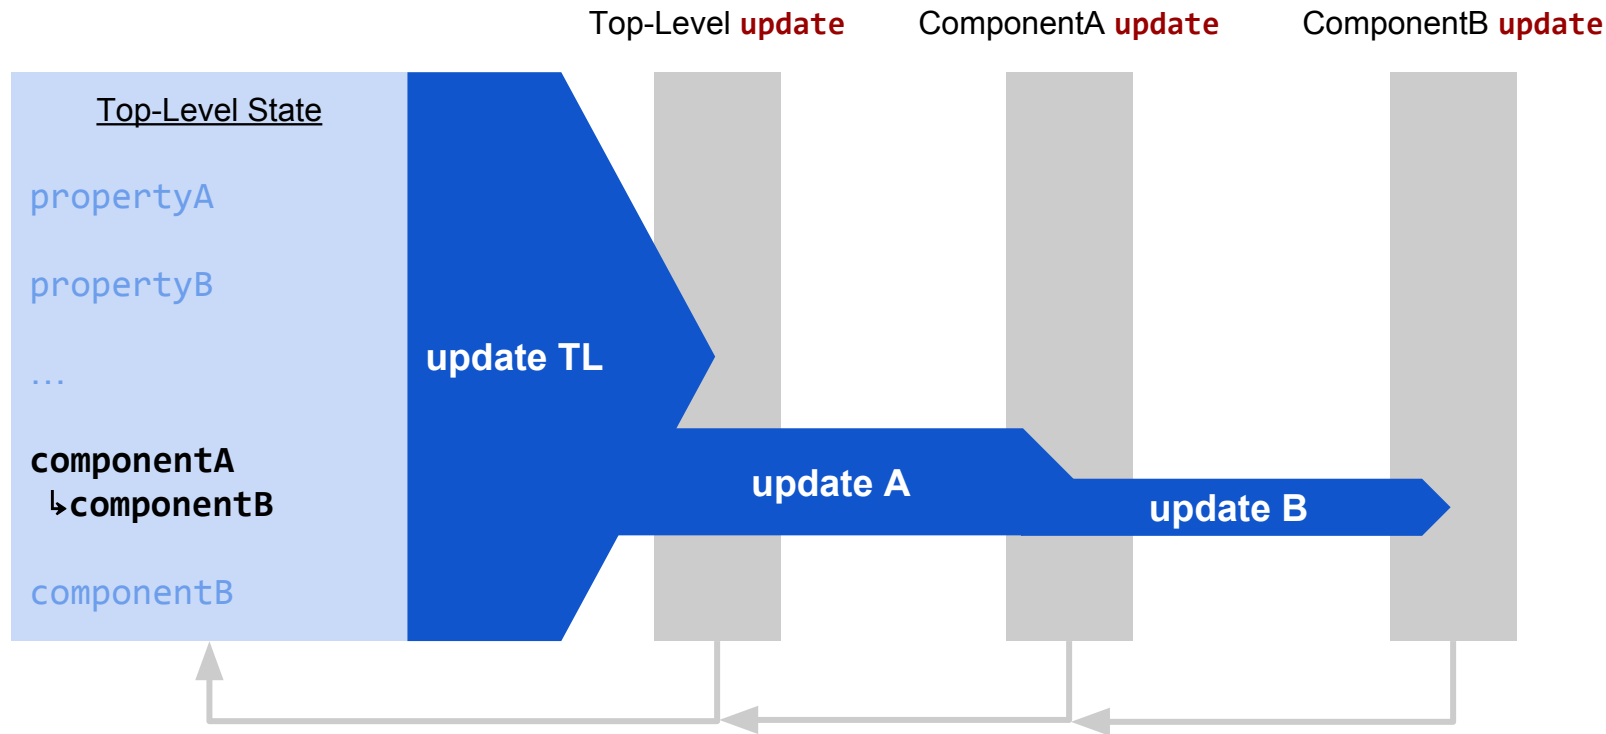 Top-Level update
ComponentA update
ComponentB update
Top-Level State
propertyA
propertyB
…
componentA
↳componentB
componentB
update TL
update A
update B